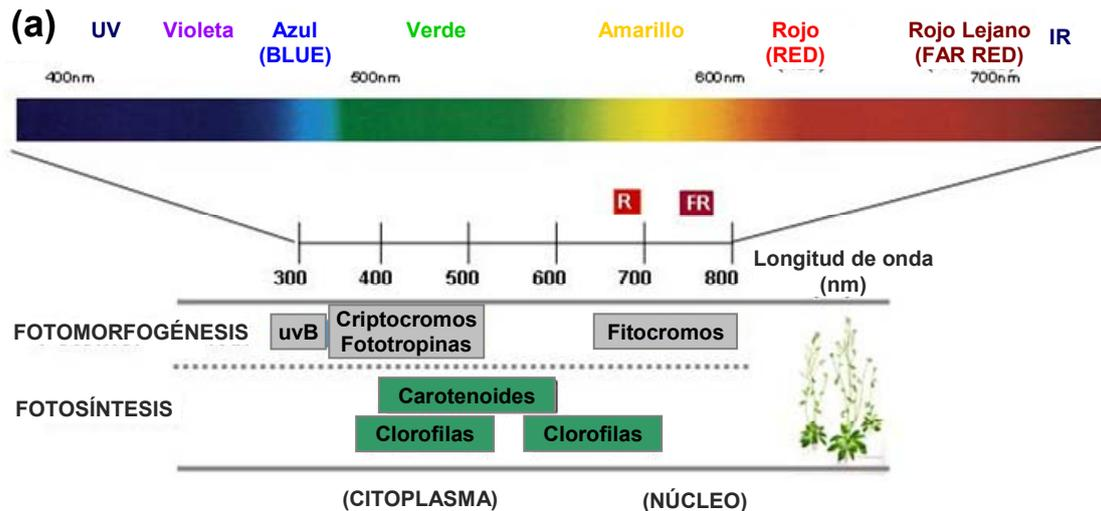 (a)
UV Violeta Azul Verde Amarillo Rojo Rojo Lejano IR
(BLUE) (RED) (FAR RED)
400nm 500nm 600nm 700nm
R FR
300 400 500 600 700 800
Longitud de onda
(nm)
FOTOMORFOGÉNESIS
uvB
Criptocromos
Fototropinas
Fitocromos
FOTOSÍNTESIS
Carotenoides
Clorofilas Clorofilas
(CITOPLASMA) (NÚCLEO)